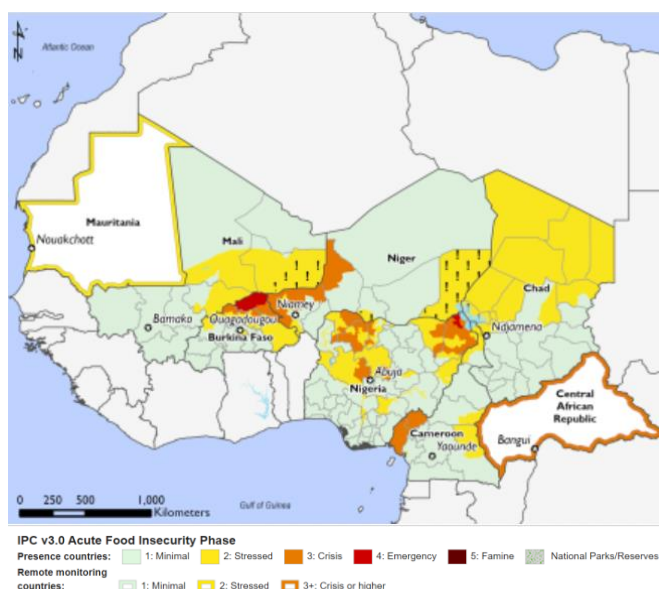 N
Atlantic Ocean
Mauritania
Nouakchott
Mali
Niger
Chad
Niamey
Bamako
Ouagadougou
Burkina Faso
Ndjamena
Abuja
Nigeria
Central
African
Republic
Cameroon
Bangui
Yaounde
0 250 500 1,000
Kilometers
Gulf of Guinea
IPC v3.0 Acute Food Insecurity Phase
Presence countries: 1: Minimal 2: Stressed 3: Crisis 4: Emergency 5: Famine National Parks/Reserves
Remote monitoring
countries: 1: Minimal 2: Stressed 3+: Crisis or higher